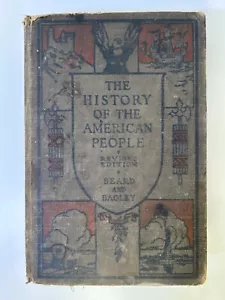 THE
HISTORY
OF THE
AMERICAN
PEOPLE
REVISED
EDITION
BEARD
AND
BAGLEY